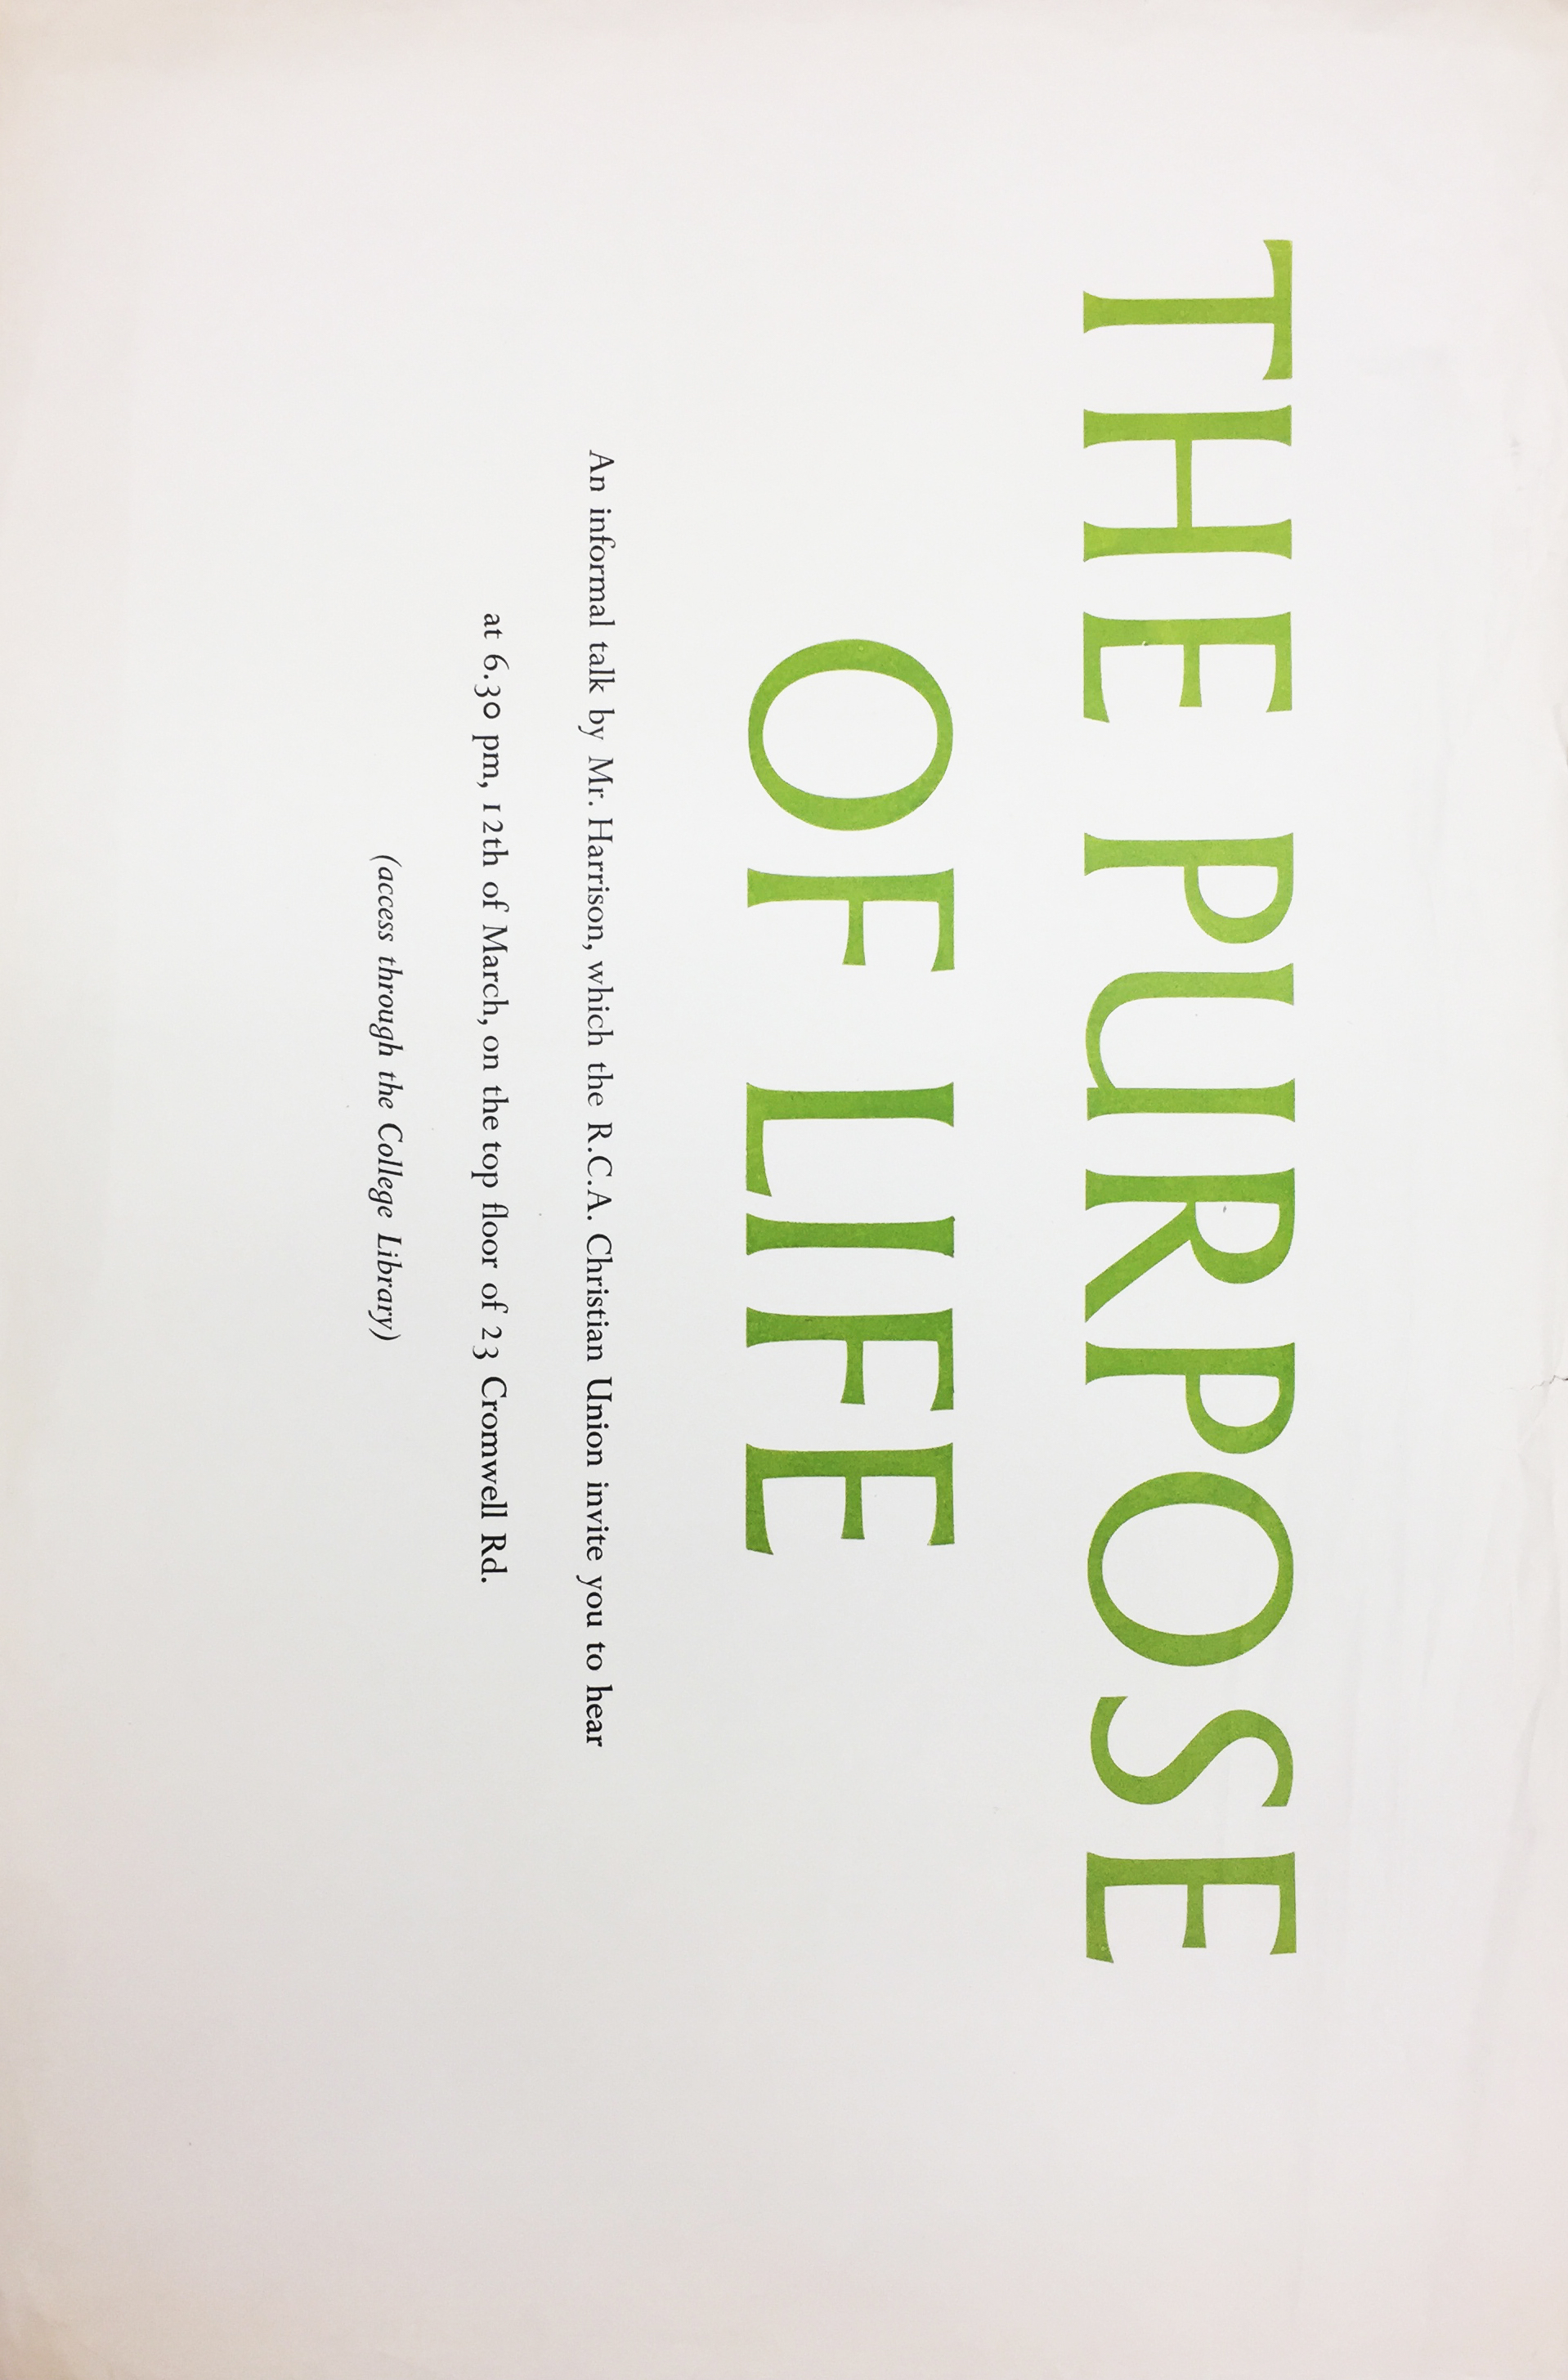 THE PURPOSE
OF LIFE
An informal talk by Mr. Harrison, which the R.C.A. Christian Union invite you to hear
at 6.30 pm, 12th of March, on the top floor of 23 Cromwell Rd.
(access through the College Library)